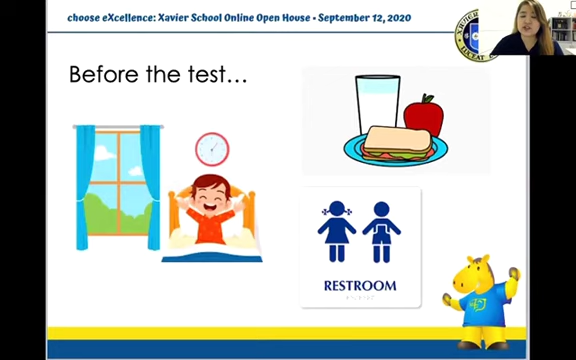 choose eXcellence: Xavier School Online Open House • September 12, 2020
Before the test...
RESTROOM